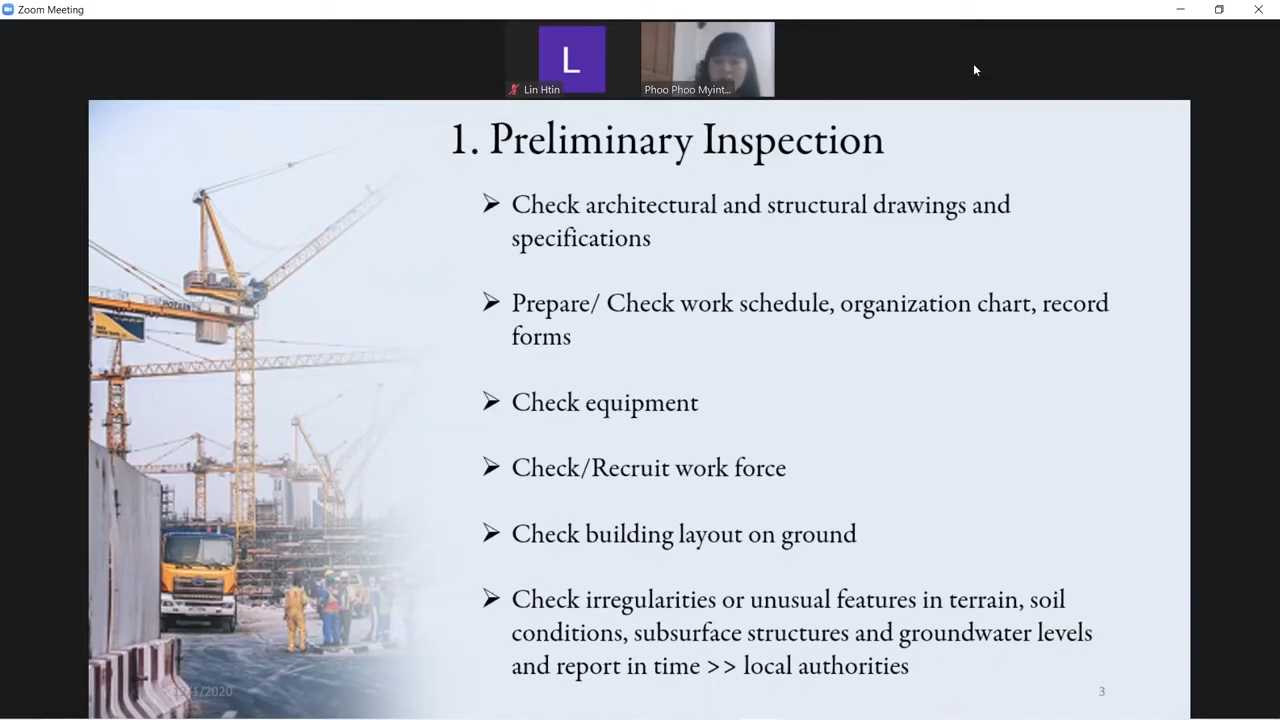 Zoom Meeting
L
Lin Htin
Phoo Phoo Myint...
1. Preliminary Inspection
➢ Check architectural and structural drawings and
specifications
➢ Prepare/ Check work schedule, organization chart, record
forms
➢ Check equipment
➢ Check/Recruit work force
➢ Check building layout on ground
➢ Check irregularities or unusual features in terrain, soil
conditions, subsurface structures and groundwater levels
and report in time >> local authorities
/1/2020
3